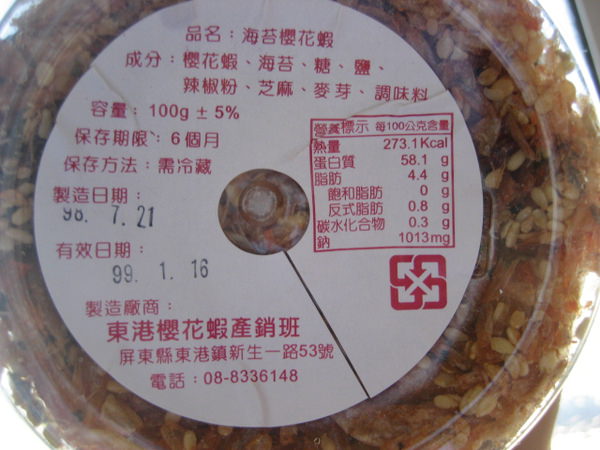 品名：海苔櫻花蝦
成分：櫻花蝦、海苔、糖、鹽、
辣椒粉、芝麻、麥芽、調味料
容量：100g ± 5%
保存期限：6個月
保存方法：需冷藏
製造日期：
98. 7. 21
有效日期：
99. 1. 16
營養標示 每100公克含量
熱量 273.1Kcal
蛋白質 58.1 g
脂肪 4.4 g
飽和脂肪 0 g
反式脂肪 0.8 g
碳水化合物 0.3 g
鈉 1013mg
製造廠商：
東港櫻花蝦產銷班
屏東縣東港鎮新生一路53號
電話：08-8336148